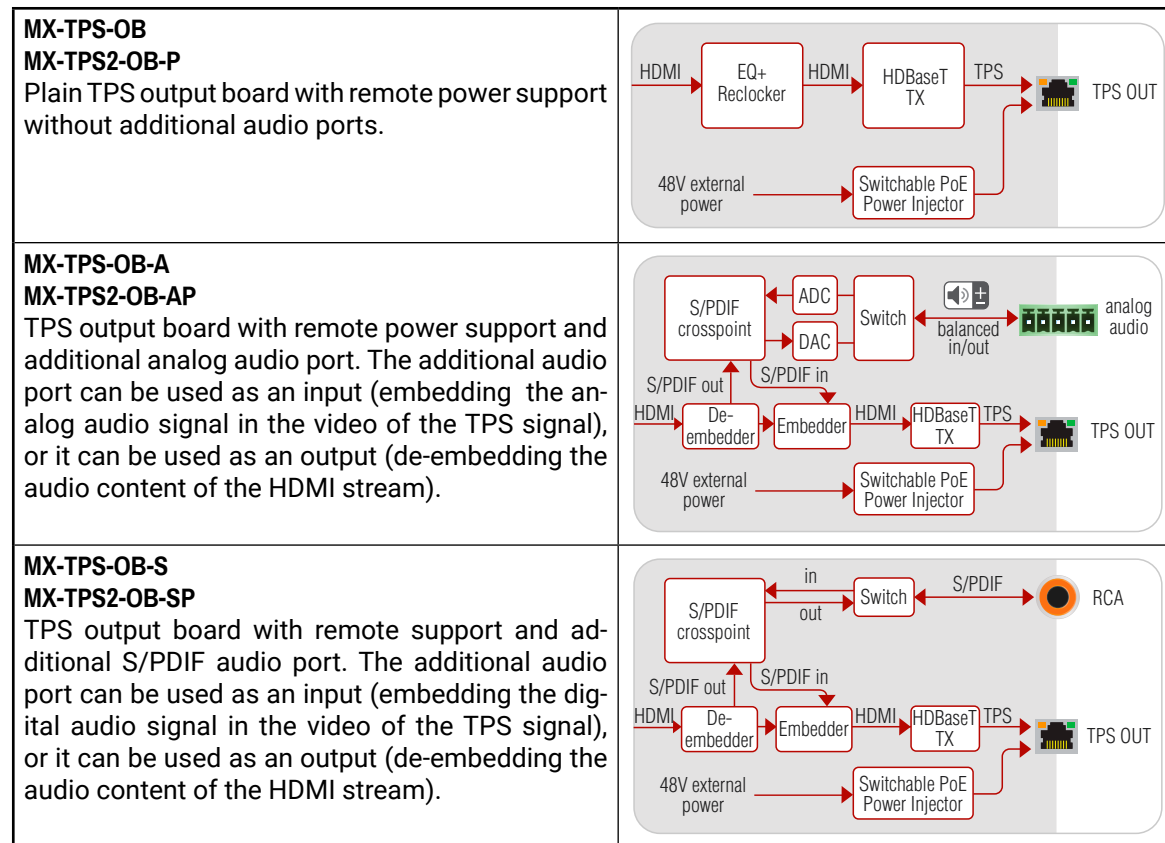 MX-TPS-OB
MX-TPS2-OB-P
Plain TPS output board with remote power support
without additional audio ports.
HDMI
EQ+
Reclocker
HDMI
HDBaseT
TX
TPS
TPS OUT
48V external
power
Switchable PoE
Power Injector
MX-TPS-OB-A
MX-TPS2-OB-AP
TPS output board with remote power support and
additional analog audio port. The additional audio
port can be used as an input (embedding the an-
alog audio signal in the video of the TPS signal),
or it can be used as an output (de-embedding the
audio content of the HDMI stream).
S/PDIF
crosspoint
ADC
DAC
Switch
balanced
in/out
analog
audio
S/PDIF out
S/PDIF in
HDMI
De-
embedder
Embedder
HDMI
HDBaseT
TX
TPS
TPS OUT
48V external
power
Switchable PoE
Power Injector
MX-TPS-OB-S
MX-TPS2-OB-SP
TPS output board with remote support and ad-
ditional S/PDIF audio port. The additional audio
port can be used as an input (embedding the dig-
ital audio signal in the video of the TPS signal),
or it can be used as an output (de-embedding the
audio content of the HDMI stream).
S/PDIF
crosspoint
in
out
Switch
S/PDIF
RCA
S/PDIF out
S/PDIF in
HDMI
De-
embedder
Embedder
HDMI
HDBaseT
TX
TPS
TPS OUT
48V external
power
Switchable PoE
Power Injector